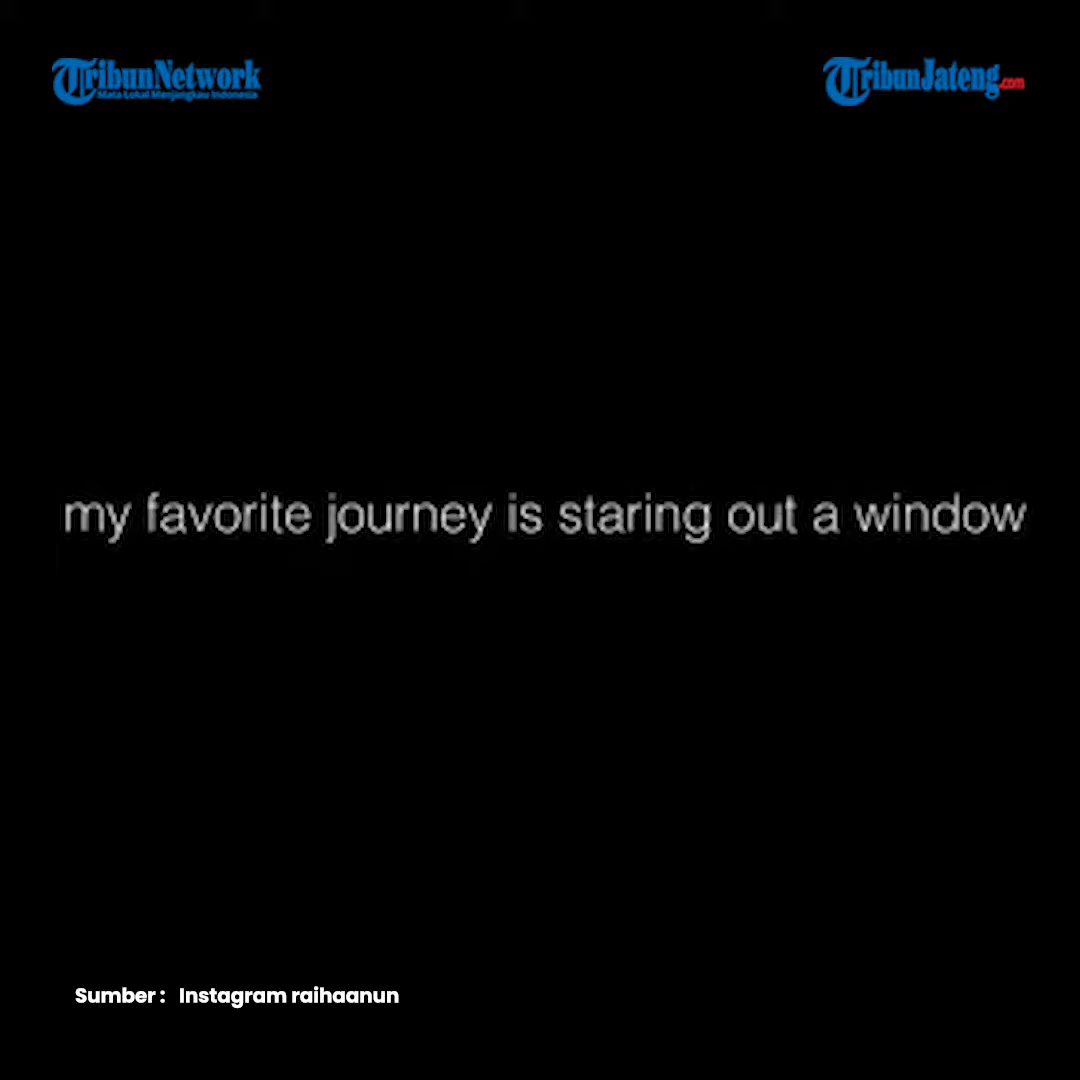 TribunNetwork
Mata Lokal Menjangkau Indonesia
TribunJateng.com
my favorite journey is staring out a window
Sumber : Instagram raihaanun